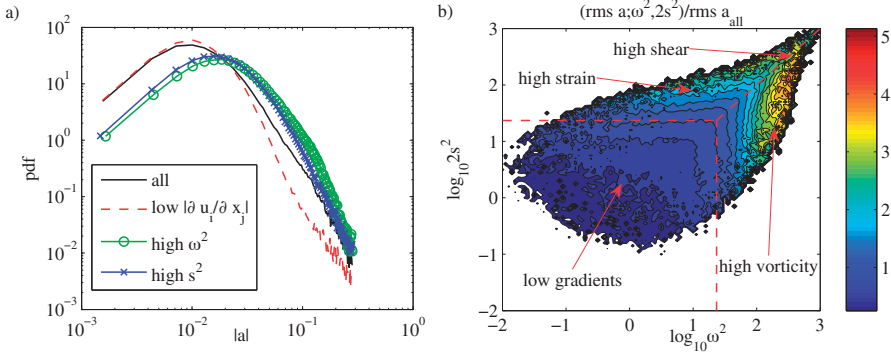 a)
10^2
10^1
10^0
10^-1
10^-2
10^-3
pdf
all
low |∂ u_i/∂ x_j|
high ω^2
high s^2
10^-3
10^-2
10^-1
10^0
|a|
b)
(rms a;ω^2,2s^2)/rms a_all
3
2
1
0
−1
−2
log_10 2s^2
high shear
high strain
low gradients
high vorticity
−2
−1
0
1
2
3
log_10 ω^2
5
4
3
2
1